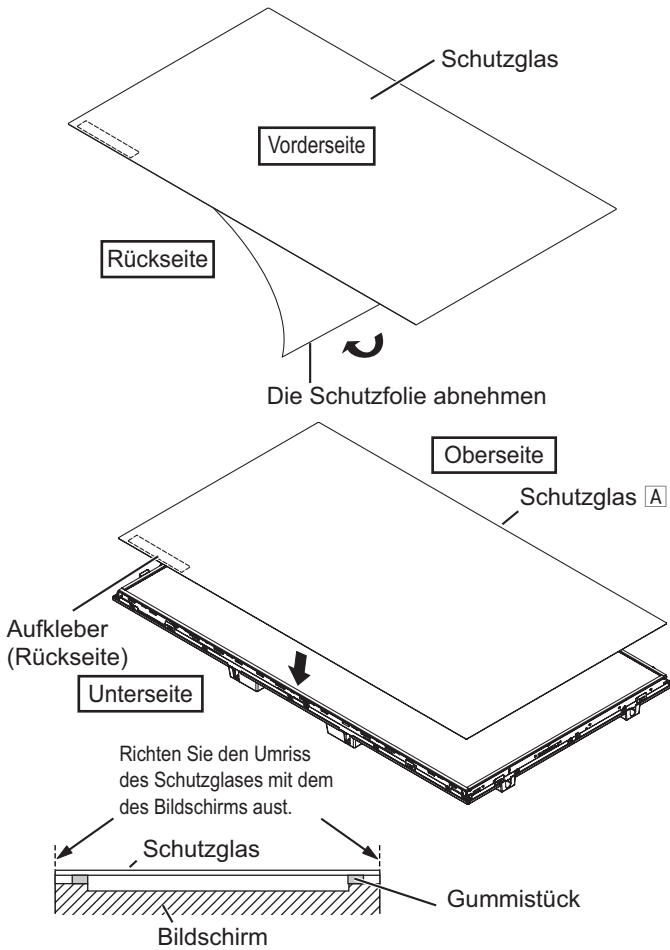 Schutzglas
Vorderseite
Rückseite
Die Schutzfolie abnehmen
Oberseite
Schutzglas A
Aufkleber
(Rückseite)
Unterseite
Richten Sie den Umriss
des Schutzglases mit dem
des Bildschirms aust.
Schutzglas
Gummistück
Bildschirm